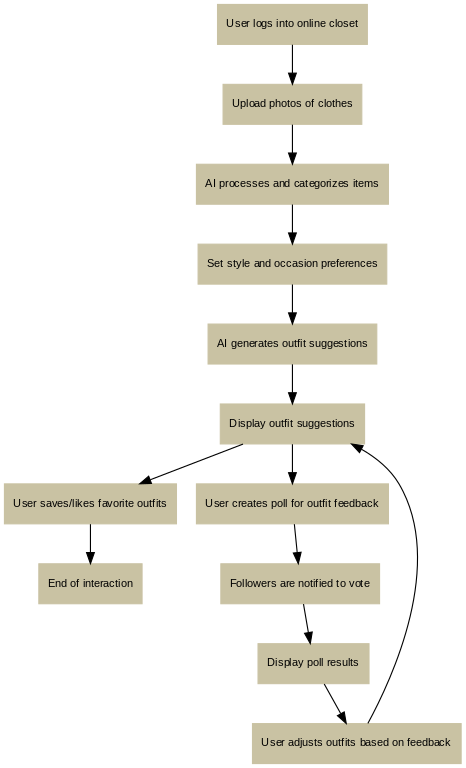 User logs into online closet
Upload photos of clothes
AI processes and categorizes items
Set style and occasion preferences
AI generates outfit suggestions
Display outfit suggestions
User saves/likes favorite outfits
User creates poll for outfit feedback
End of interaction
Followers are notified to vote
Display poll results
User adjusts outfits based on feedback